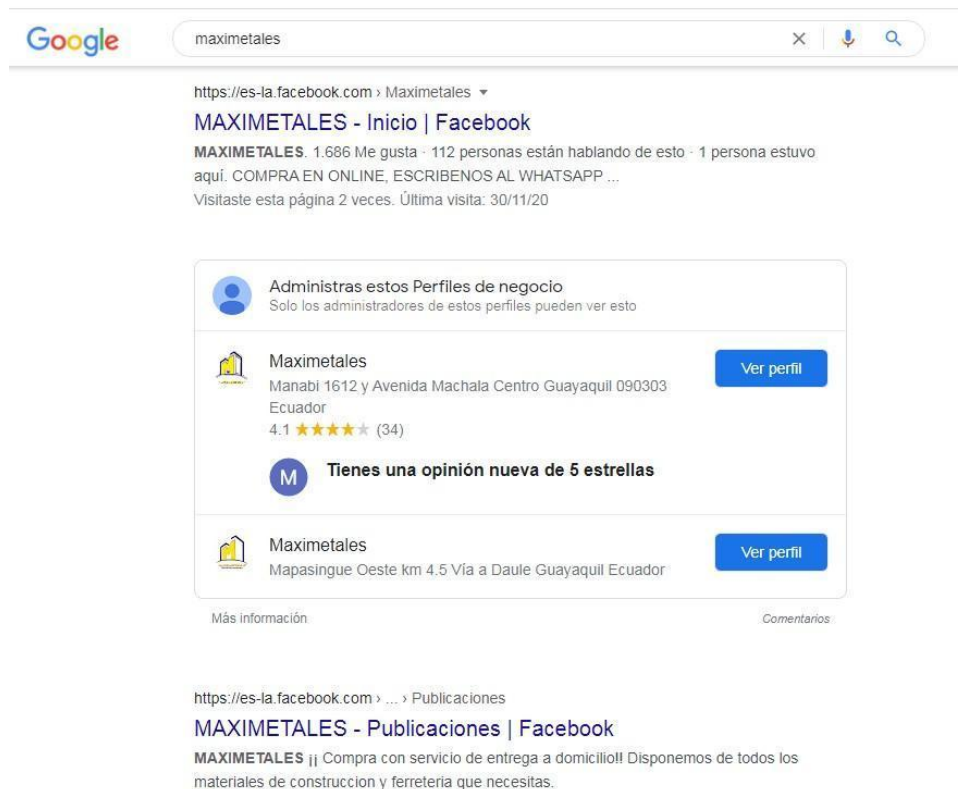 Google
maximetales
https://es-la.facebook.com › Maximetales
MAXIMETALES - Inicio | Facebook
MAXIMETALES. 1.686 Me gusta · 112 personas están hablando de esto · 1 persona estuvo
aquí. COMPRA EN ONLINE, ESCRIBENOS AL WHATSAPP ...
Visitaste esta página 2 veces. Última visita: 30/11/20
Administras estos Perfiles de negocio
Solo los administradores de estos perfiles pueden ver esto
Maximetales
Ver perfil
Manabi 1612 y Avenida Machala Centro Guayaquil 090303
Ecuador
4.1 ★★★★★ (34)
M
Tienes una opinión nueva de 5 estrellas
Maximetales
Ver perfil
Mapasingue Oeste km 4.5 Vía a Daule Guayaquil Ecuador
Más información
Comentarios
https://es-la.facebook.com › ... › Publicaciones
MAXIMETALES - Publicaciones | Facebook
MAXIMETALES ¡¡ Compra con servicio de entrega a domicilio!! Disponemos de todos los
materiales de construccion y ferreteria que necesitas.